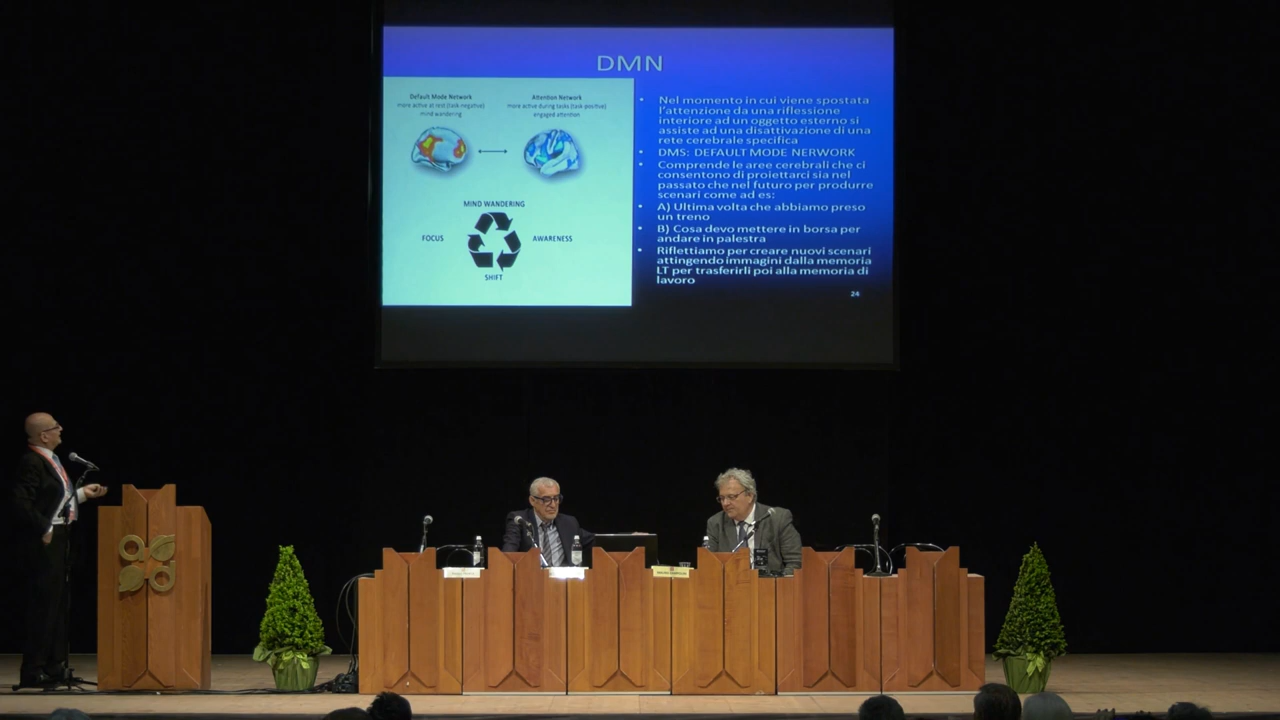 DMN
Default Mode Network
more active at rest (task-negative)
mind wandering
Attention Network
more active during tasks (task-positive)
engaged attention
MIND WANDERING
FOCUS
AWARENESS
SHIFT
• Nel momento in cui viene spostata
l'attenzione da una riflessione
interiore ad un oggetto esterno si
assiste ad una disattivazione di una
rete cerebrale specifica
• DMS: DEFAULT MODE NERWORK
• Comprende le aree cerebrali che ci
consentono di proiettarci sia nel
passato che nel futuro per produrre
scenari come ad es:
• A) Ultima volta che abbiamo preso
un treno
• B) Cosa devo mettere in borsa per
andare in palestra
• Riflettiamo per creare nuovi scenari
attingendo immagini dalla memoria
LT per trasferirli poi alla memoria di
lavoro
24